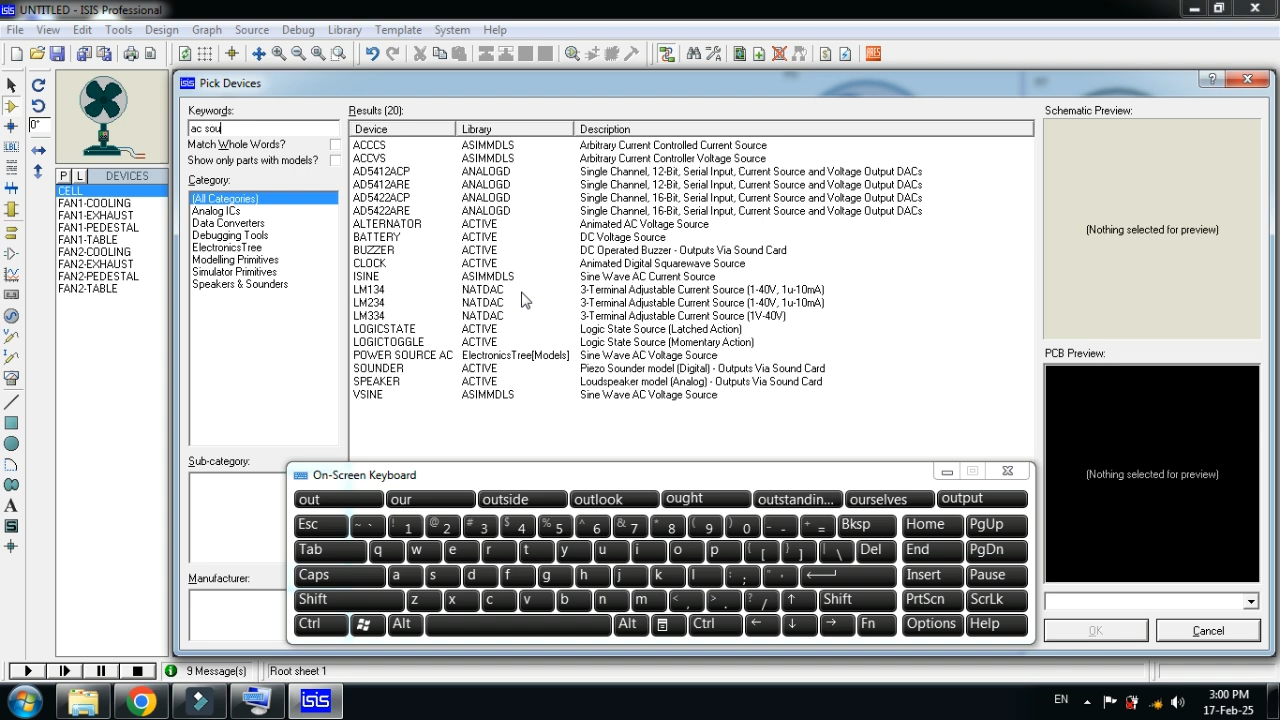 UNTITLED - ISIS Professional
File View Edit Tools Design Graph Source Debug Library Template System Help
ARES
Pick Devices
Keywords:
ac sou
Match Whole Words?
Show only parts with models?
Category:
(All Categories)
Analog ICs
Data Converters
Debugging Tools
ElectronicsTree
Modelling Primitives
Simulator Primitives
Speakers & Sounders
Sub-category:
Manufacturer:
0°
LBL
P L DEVICES
CELL
FAN1-COOLING
FAN1-EXHAUST
FAN1-PEDESTAL
FAN1-TABLE
FAN2-COOLING
FAN2-EXHAUST
FAN2-PEDESTAL
FAN2-TABLE
Results (20):
Device Library Description
ACCCS ASIMMDLS Arbitrary Current Controlled Current Source
ACCVS ASIMMDLS Arbitrary Current Controller Voltage Source
AD5412ACP ANALOGD Single Channel, 12-Bit, Serial Input, Current Source and Voltage Output DACs
AD5412ARE ANALOGD Single Channel, 12-Bit, Serial Input, Current Source and Voltage Output DACs
AD5422ACP ANALOGD Single Channel, 16-Bit, Serial Input, Current Source and Voltage Output DACs
AD5422ARE ANALOGD Single Channel, 16-Bit, Serial Input, Current Source and Voltage Output DACs
ALTERNATOR ACTIVE Animated AC Voltage Source
BATTERY ACTIVE DC Voltage Source
BUZZER ACTIVE DC Operated Buzzer - Outputs Via Sound Card
CLOCK ACTIVE Animated Digital Squarewave Source
ISINE ASIMMDLS Sine Wave AC Current Source
LM134 NATDAC 3-Terminal Adjustable Current Source (1-40V, 1u-10mA)
LM234 NATDAC 3-Terminal Adjustable Current Source (1-40V, 1u-10mA)
LM334 NATDAC 3-Terminal Adjustable Current Source (1V-40V)
LOGICSTATE ACTIVE Logic State Source (Latched Action)
LOGICTOGGLE ACTIVE Logic State Source (Momentary Action)
POWER SOURCE AC ElectronicsTree[Models] Sine Wave AC Voltage Source
SOUNDER ACTIVE Piezo Sounder model (Digital) - Outputs Via Sound Card
SPEAKER ACTIVE Loudspeaker model (Analog) - Outputs Via Sound Card
VSINE ASIMMDLS Sine Wave AC Voltage Source
Schematic Preview:
(Nothing selected for preview)
PCB Preview:
(Nothing selected for preview)
OK Cancel
On-Screen Keyboard
out our outside outlook ought outstandin... ourselves output
Esc ~ ` ! 1 @ 2 # 3 $ 4 % 5 ^ 6 & 7 * 8 ( 9 ) 0 _ - + = Bksp Home PgUp
Tab q w e r t y u i o p { [ } ] | \ Del End PgDn
Caps a s d f g h j k l : ; " ' Insert Pause
Shift z x c v b n m < , > . ? / ↑ Shift PrtScn ScrLk
Ctrl Alt Alt Ctrl ← ↓ → Fn Options Help
9 Message(s) Root sheet 1
isis EN 3:00 PM
17-Feb-25